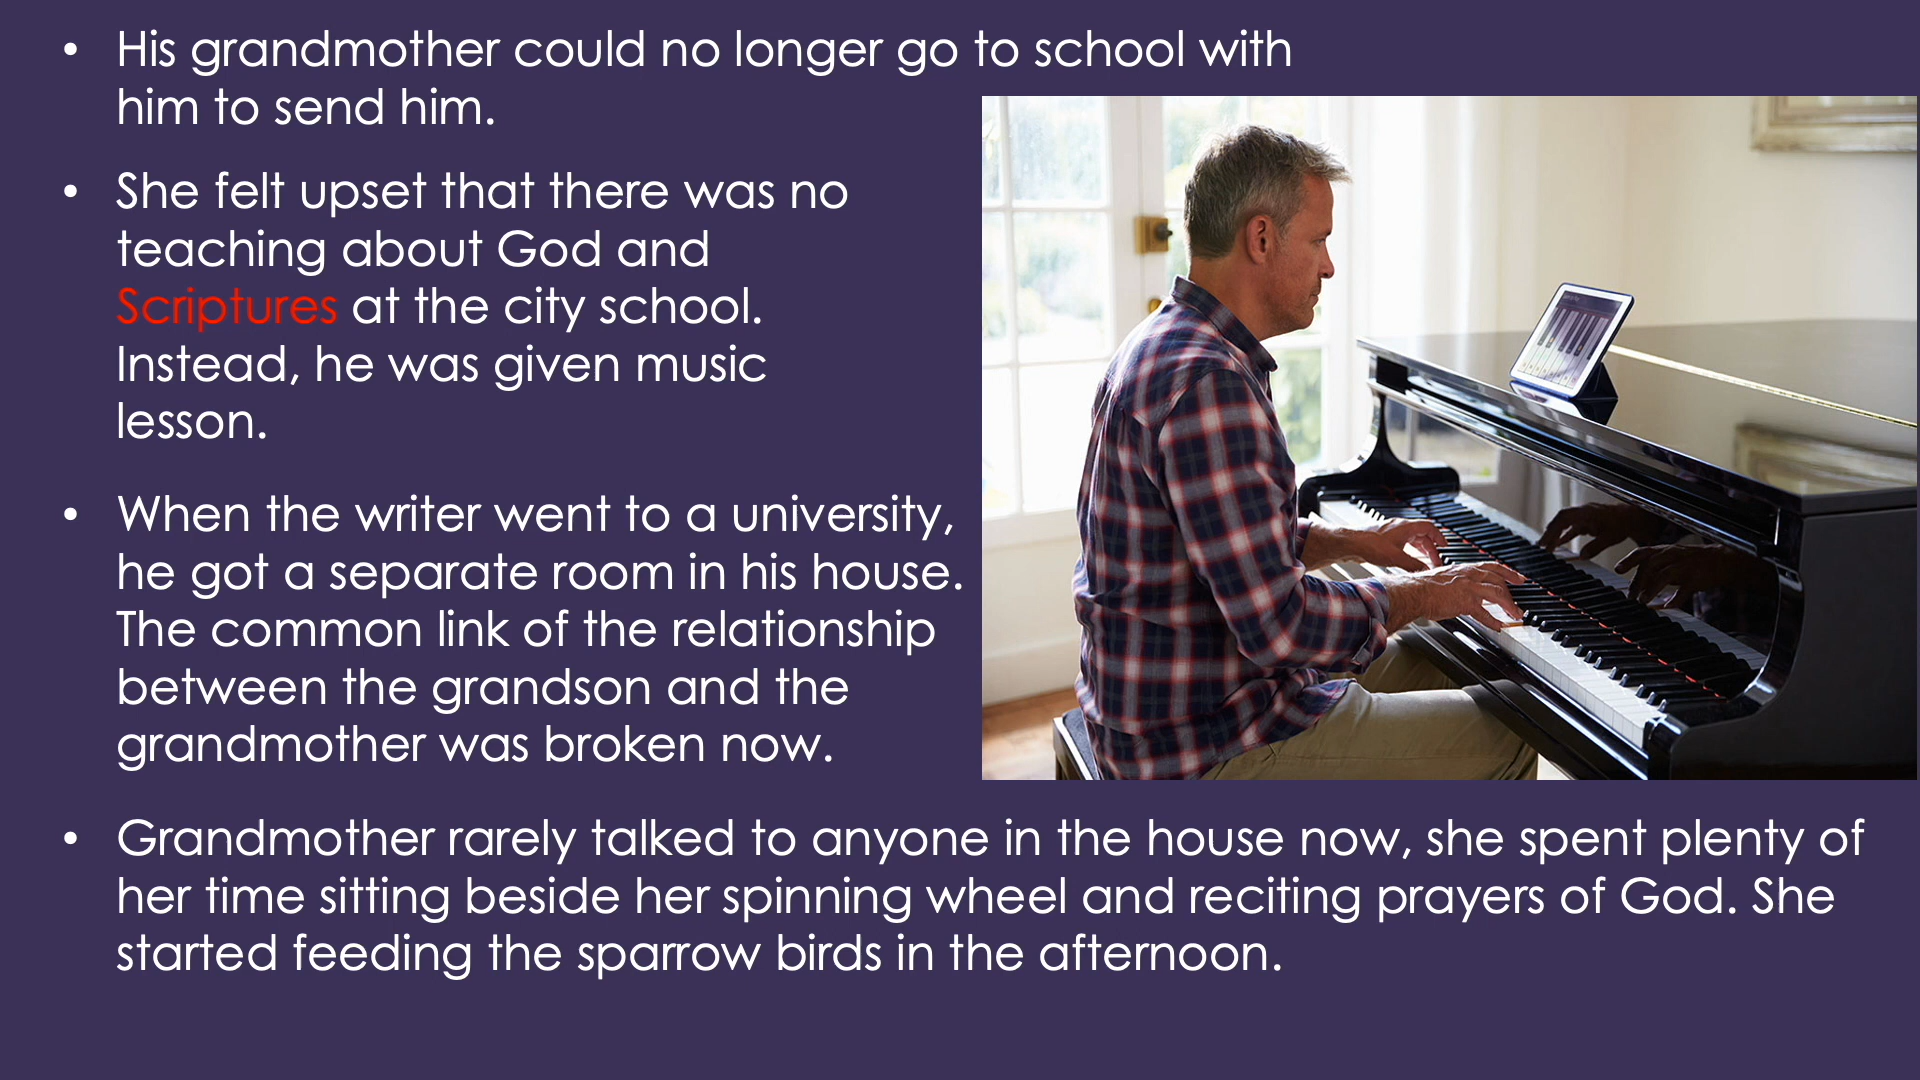 • His grandmother could no longer go to school with
him to send him.
• She felt upset that there was no
teaching about God and
Scriptures at the city school.
Instead, he was given music
lesson.
• When the writer went to a university,
he got a separate room in his house.
The common link of the relationship
between the grandson and the
grandmother was broken now.
• Grandmother rarely talked to anyone in the house now, she spent plenty of
her time sitting beside her spinning wheel and reciting prayers of God. She
started feeding the sparrow birds in the afternoon.